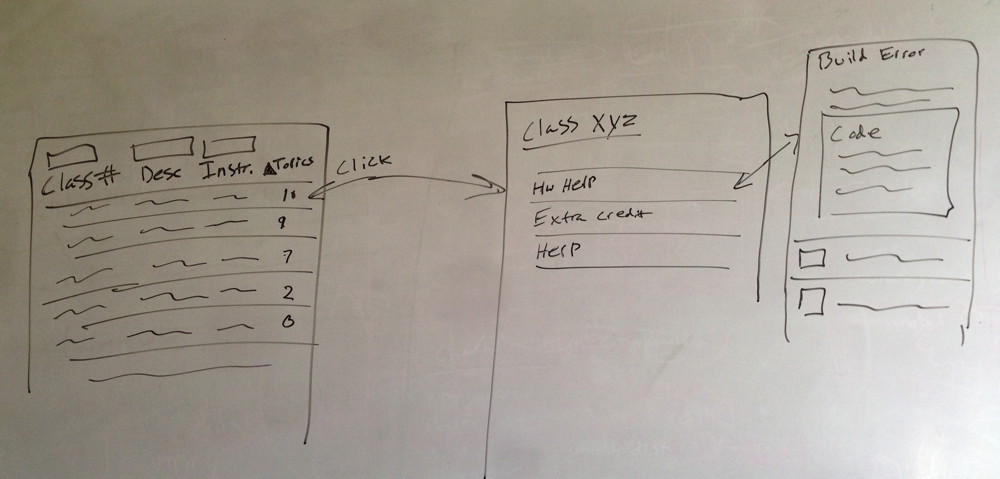 Class# Desc Instr. ▲Topics
10
9
7
2
0
Click
Class XYZ
Hw Help
Extra credit
Help
Build Error
Code